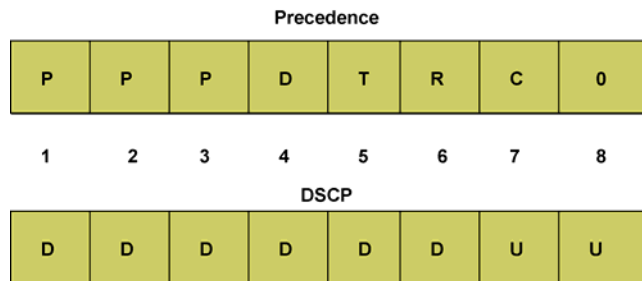 Precedence
P P P D T R C 0
1 2 3 4 5 6 7 8
DSCP
D D D D D D U U